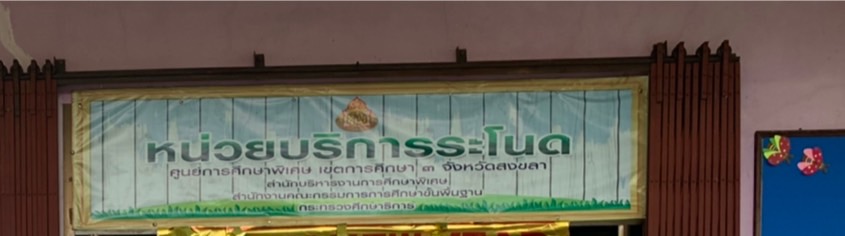 หน่วยบริการระโนด
ศูนย์การศึกษาพิเศษ เขตการศึกษา ๓ จังหวัดสงขลา
สำนักบริหารงานการศึกษาพิเศษ
สำนักงานคณะกรรมการการศึกษาขั้นพื้นฐาน
กระทรวงศึกษาธิการ